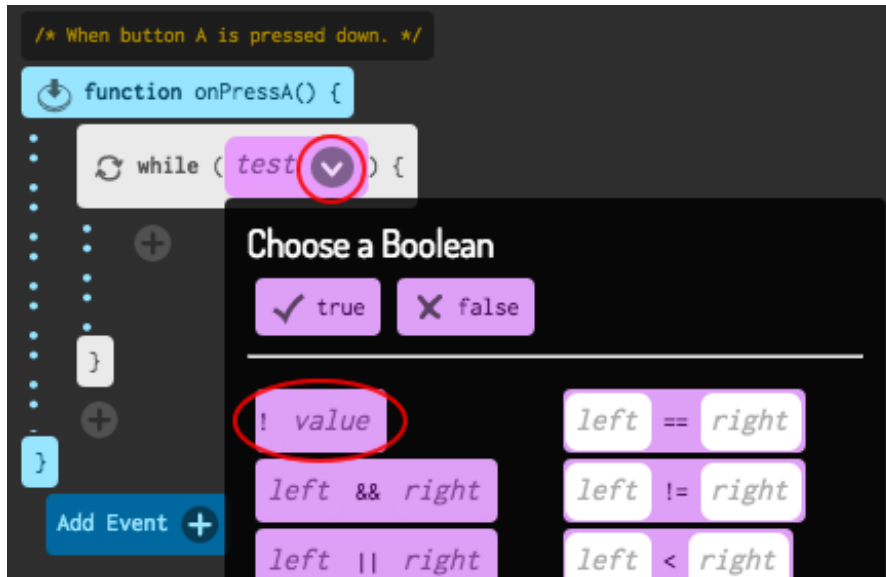 /* When button A is pressed down. */
function onPressA() {
while ( test ) {
Choose a Boolean
true false
! value left == right
}
left && right left != right
}
Add Event
left || right left < right